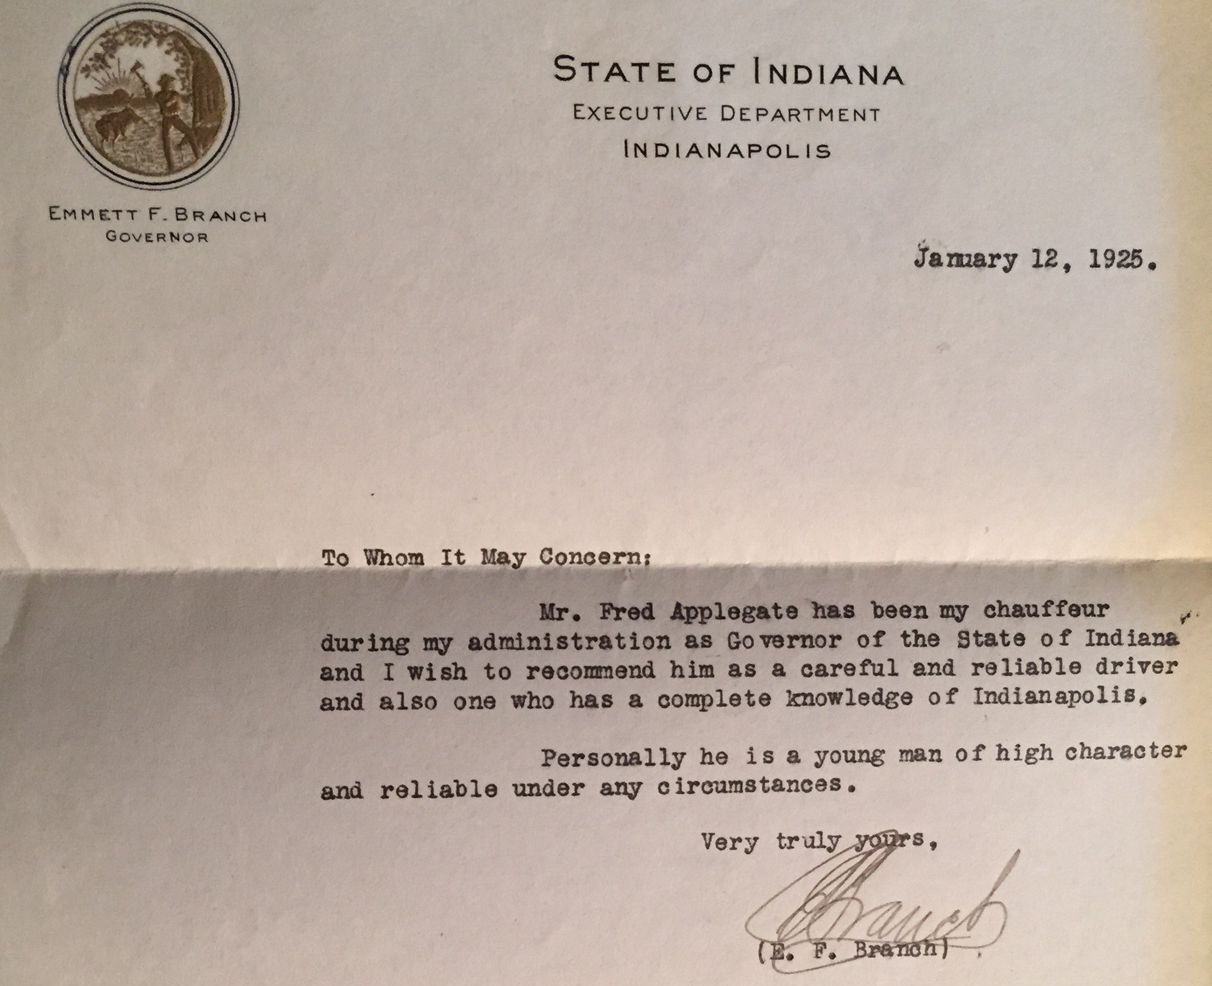 STATE OF INDIANA
EXECUTIVE DEPARTMENT
INDIANAPOLIS
EMMETT F. BRANCH
GOVERNOR
January 12, 1925.
To Whom It May Concern;
Mr. Fred Applegate has been my chauffeur
during my administration as Governor of the State of Indiana
and I wish to recommend him as a careful and reliable driver
and also one who has a complete knowledge of Indianapolis.
Personally he is a young man of high character
and reliable under any circumstances.
Very truly yours,
E F Branch
(E. F. Branch)